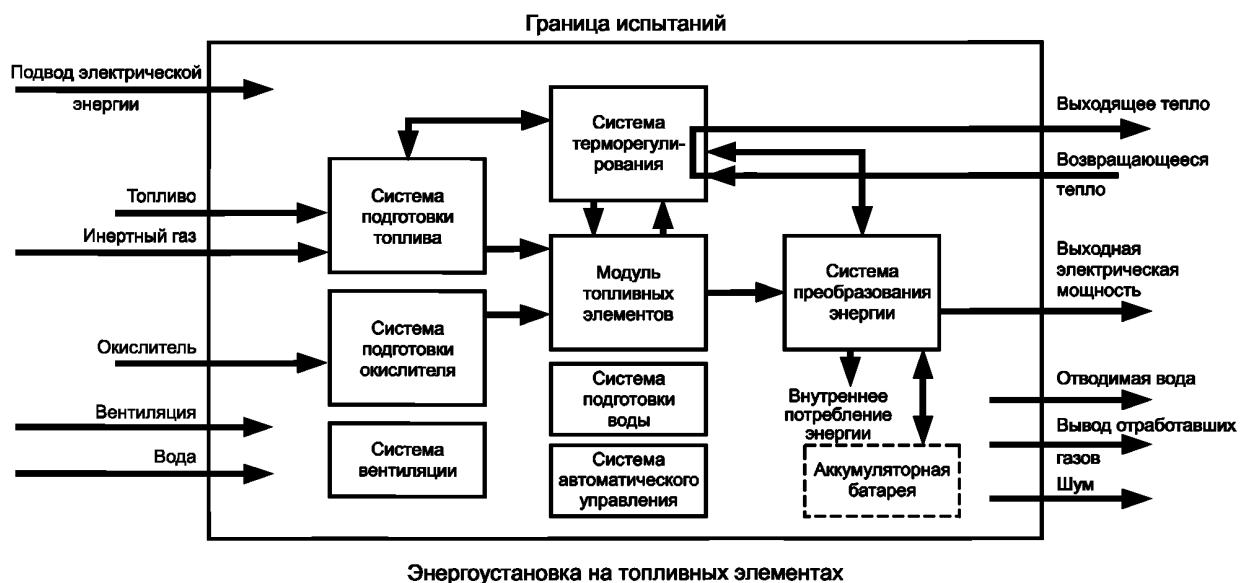 Граница испытаний
Подвод электрической
энергии
Топливо
Инертный газ
Окислитель
Вентиляция
Вода
Система
подготовки
топлива
Система
подготовки
окислителя
Система
вентиляции
Система
терморегули-
рования
Модуль
топливных
элементов
Система
подготовки
воды
Система
автоматического
управления
Система
преобразования
энергии
Внутреннее
потребление
энергии
Аккумуляторная
батарея
Выходящее тепло
Возвращающееся
тепло
Выходная
электрическая
мощность
Отводимая вода
Вывод отработавших
газов
Шум
Энергоустановка на топливных элементах